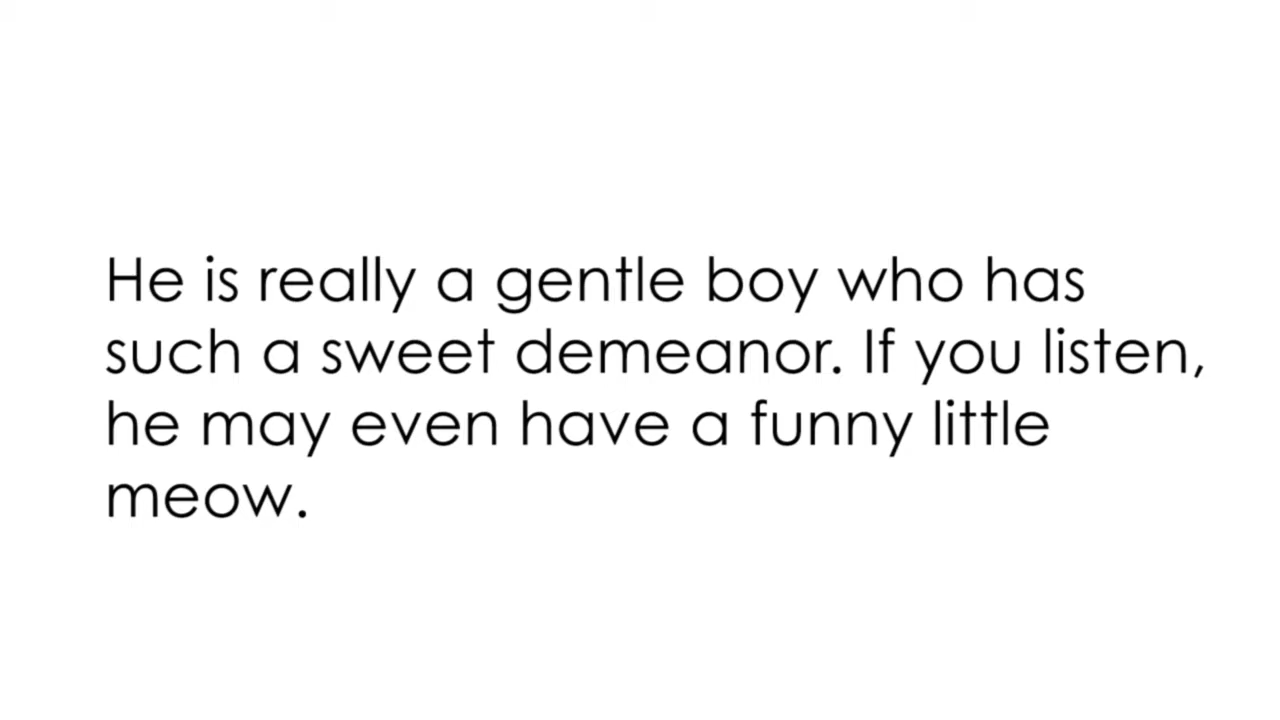 He is really a gentle boy who has
such a sweet demeanor. If you listen,
he may even have a funny little
meow.